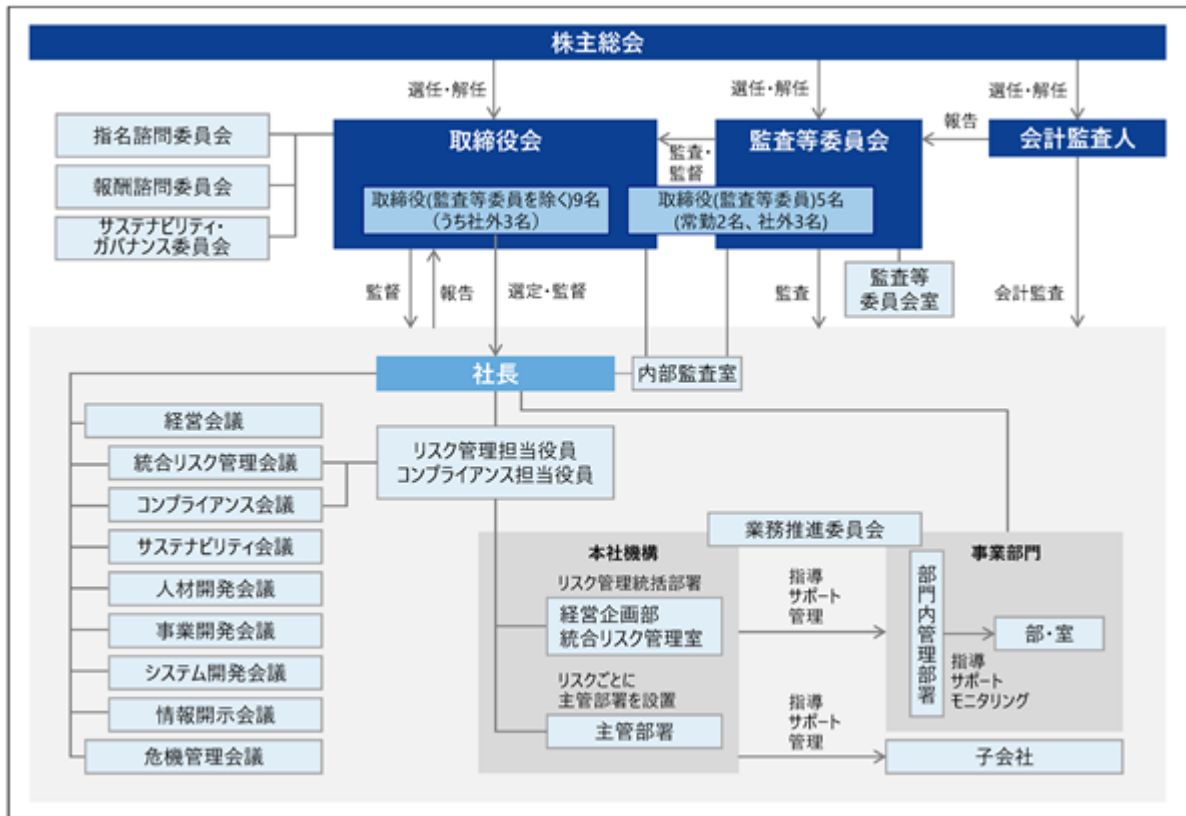 株主総会
選任・解任
選任・解任
選任・解任
指名諮問委員会
報酬諮問委員会
サステナビリティ・
ガバナンス委員会
取締役会
取締役(監査等委員を除く)9名
（うち社外3名）
監査・
監督
監査等委員会
取締役(監査等委員)5名
(常勤2名、社外3名)
報告
会計監査人
監査等
委員会室
監督
報告
選定・監督
監査
会計監査
社長
内部監査室
経営会議
統合リスク管理会議
コンプライアンス会議
サステナビリティ会議
人材開発会議
事業開発会議
システム開発会議
情報開示会議
危機管理会議
リスク管理担当役員
コンプライアンス担当役員
業務推進委員会
本社機構
リスク管理統括部署
経営企画部
統合リスク管理室
リスクごとに
主管部署を設置
主管部署
指導
サポート
管理
指導
サポート
管理
事業部門
部門内管理部署
部・室
指導
サポート
モニタリング
子会社